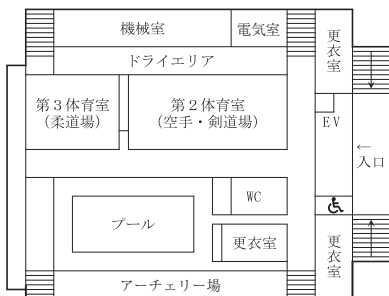 機械室
電気室
更衣室
ドライエリア
第３体育室
（柔道場）
第２体育室
（空手・剣道場）
EV
←
入口
プール
WC
更衣室
更衣室
アーチェリー場